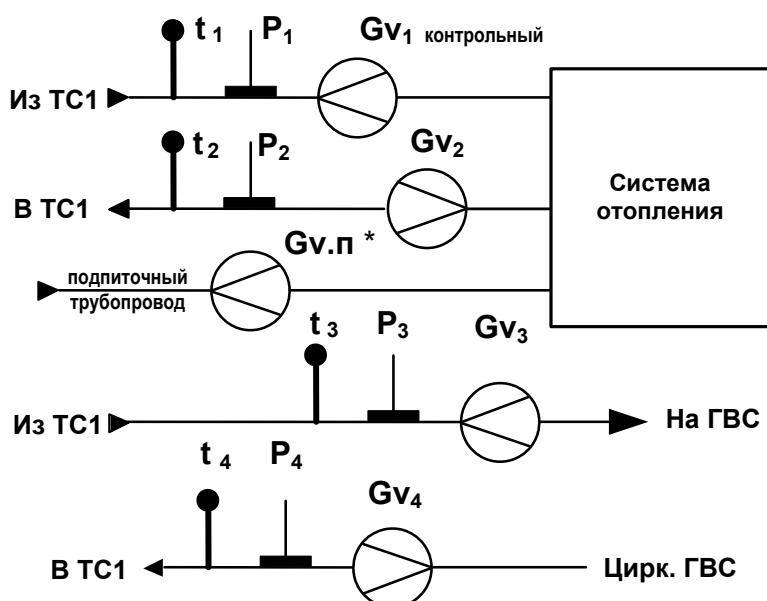 t 1 P1 Gv1 контрольный
Из ТС1
t 2 P2 Gv2
В ТС1
Система
отопления
Gv.п *
подпиточный
трубопровод
t 3 P3 Gv3
Из ТС1
На ГВС
t 4 P4 Gv4
В ТС1
Цирк. ГВС